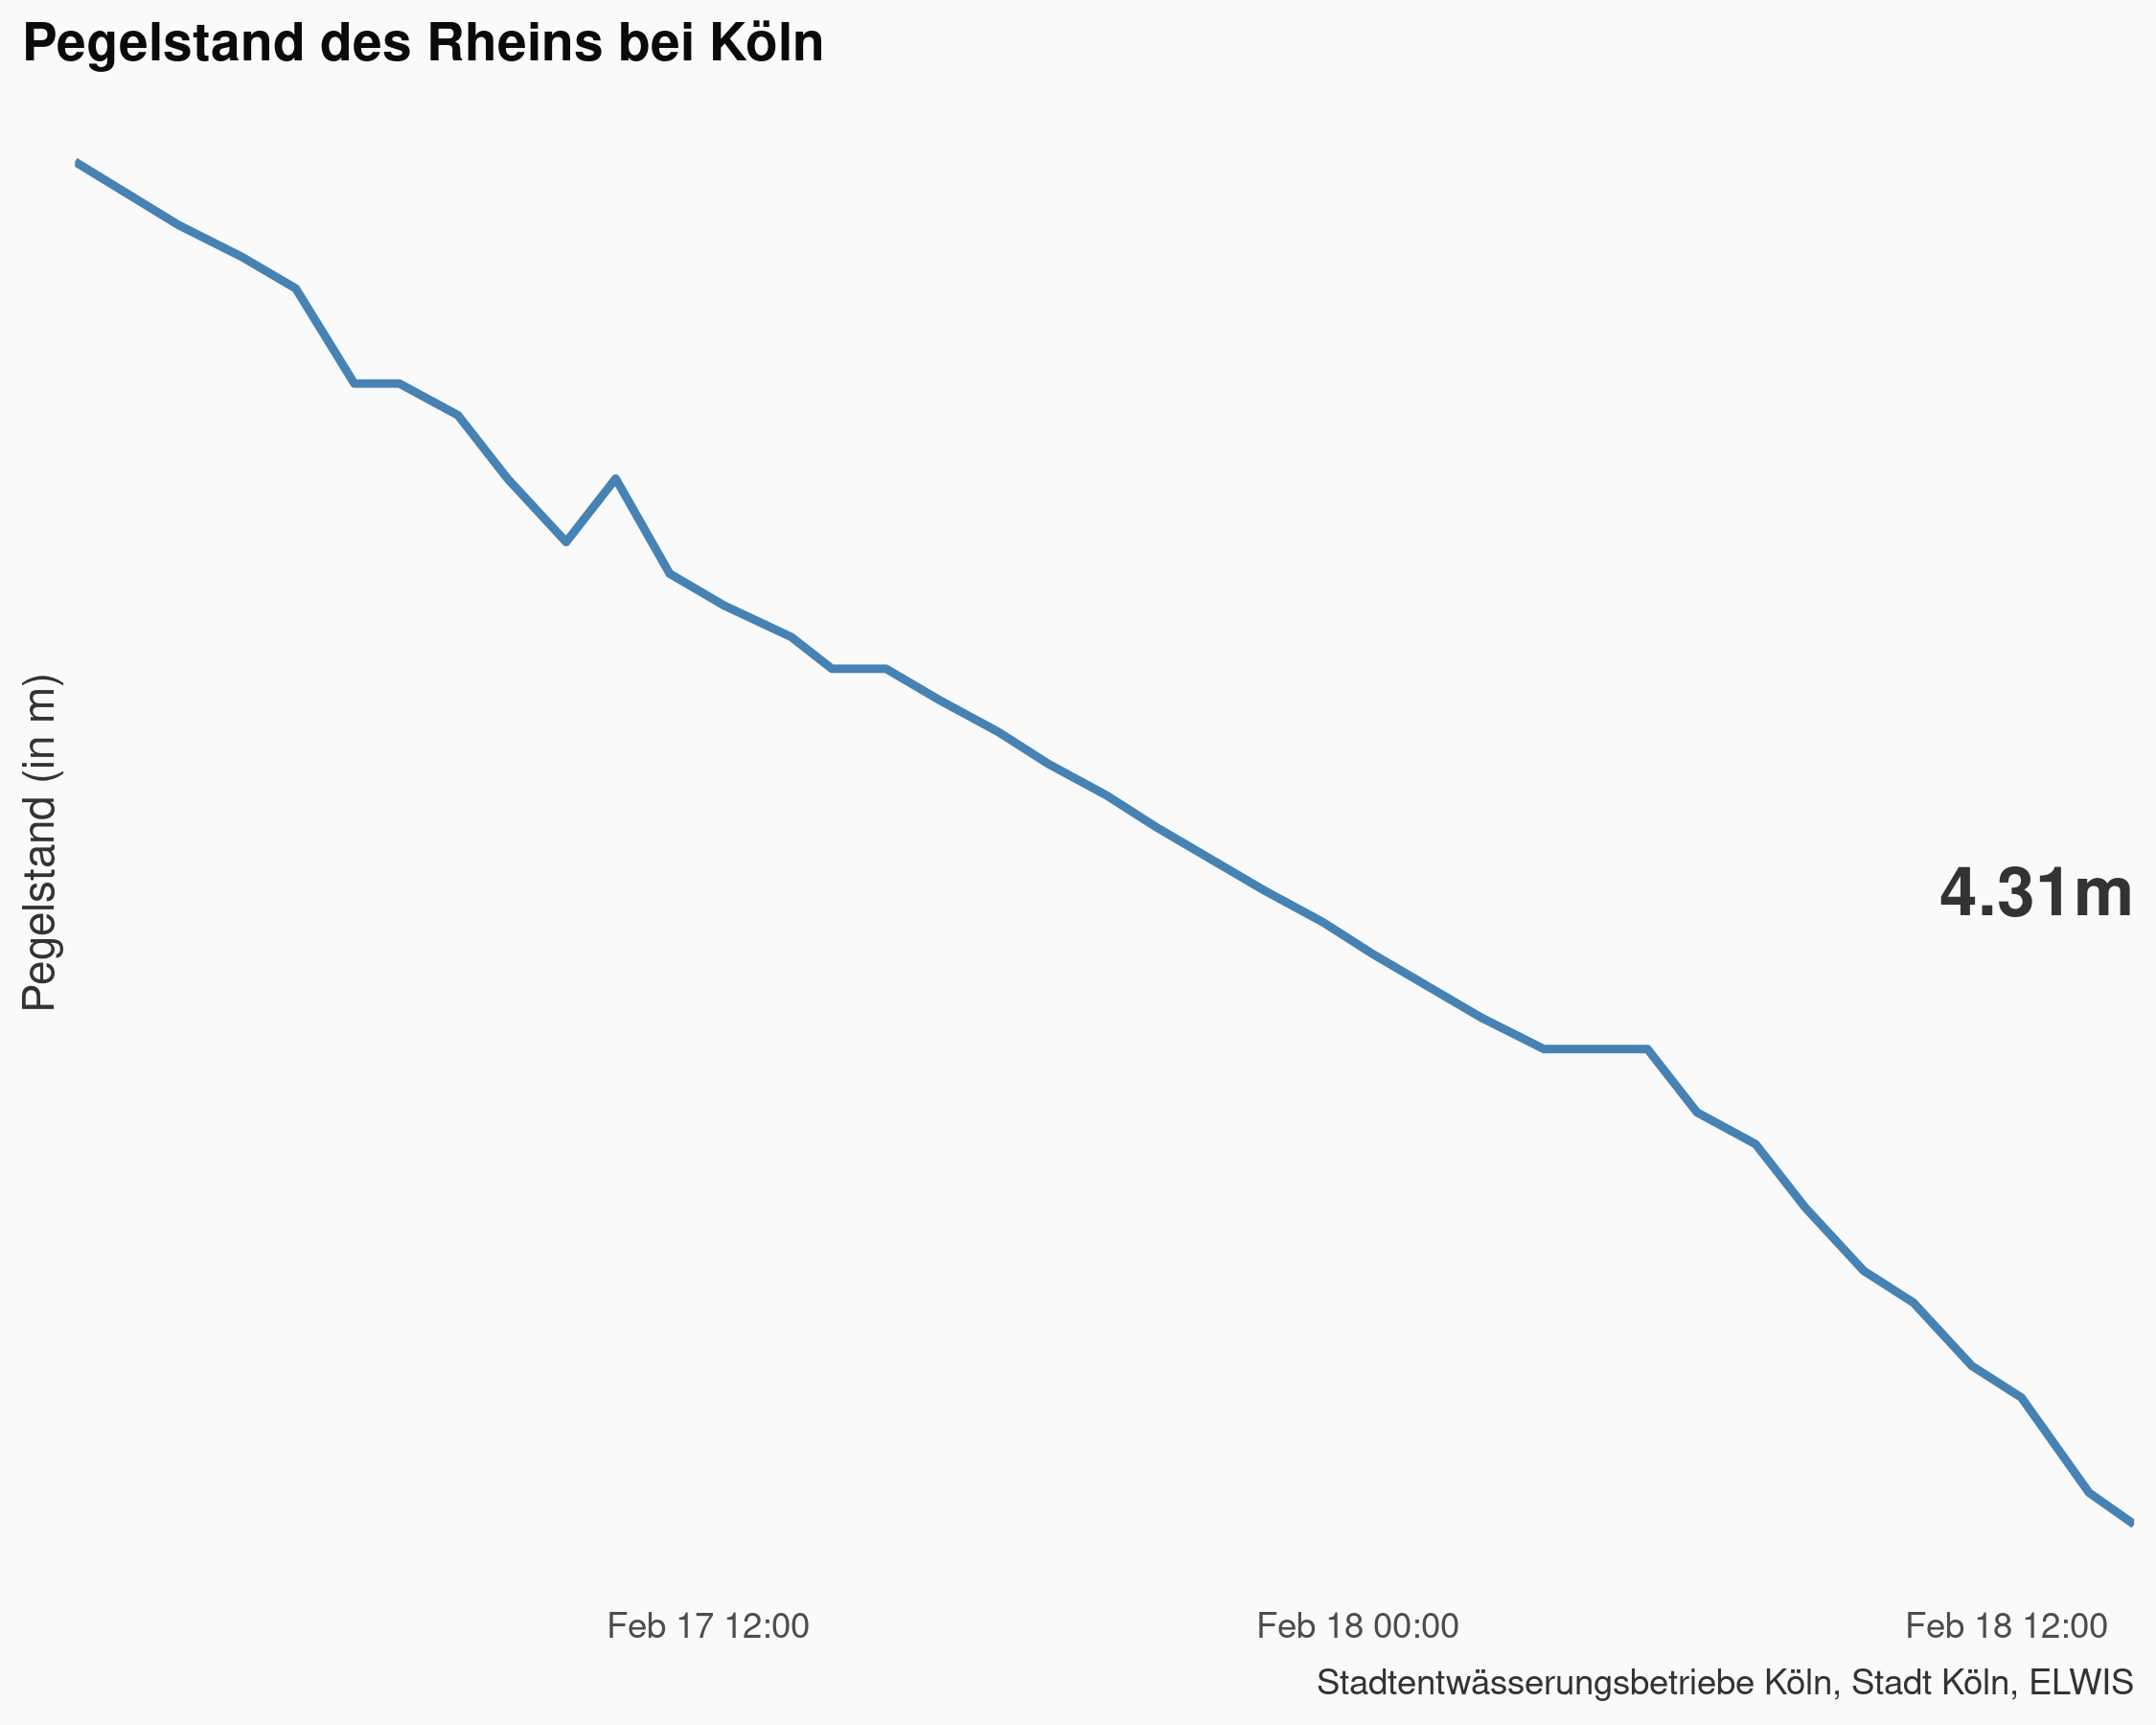 Pegelstand des Rheins bei Köln
Pegelstand (in m)
4.31m
Feb 17 12:00
Feb 18 00:00
Feb 18 12:00
Stadtentwässerungsbetriebe Köln, Stadt Köln, ELWIS